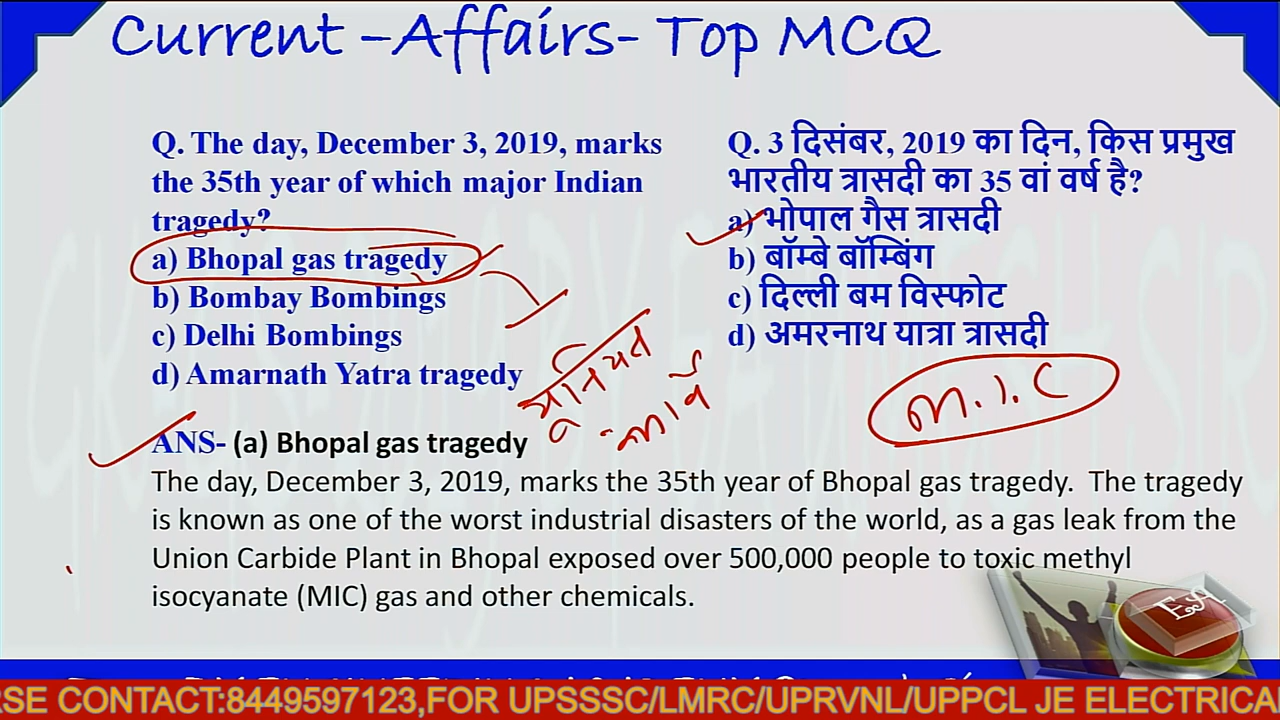 Current -Affairs- Top MCQ
Q. The day, December 3, 2019, marks
the 35th year of which major Indian
tragedy?
a) Bhopal gas tragedy
b) Bombay Bombings
c) Delhi Bombings
d) Amarnath Yatra tragedy
Q. 3 दिसंबर, 2019 का दिन, किस प्रमुख
भारतीय त्रासदी का 35 वां वर्ष है?
a) भोपाल गैस त्रासदी
b) बॉम्बे बॉम्बिंग
c) दिल्ली बम विस्फोट
d) अमरनाथ यात्रा त्रासदी
यूनियन
कार्ब
M.I.C
ANS- (a) Bhopal gas tragedy
The day, December 3, 2019, marks the 35th year of Bhopal gas tragedy. The tragedy
is known as one of the worst industrial disasters of the world, as a gas leak from the
Union Carbide Plant in Bhopal exposed over 500,000 people to toxic methyl
isocyanate (MIC) gas and other chemicals.
E.A
RSE CONTACT:8449597123,FOR UPSSSC/LMRC/UPRVNL/UPPCL JE ELECTRICA